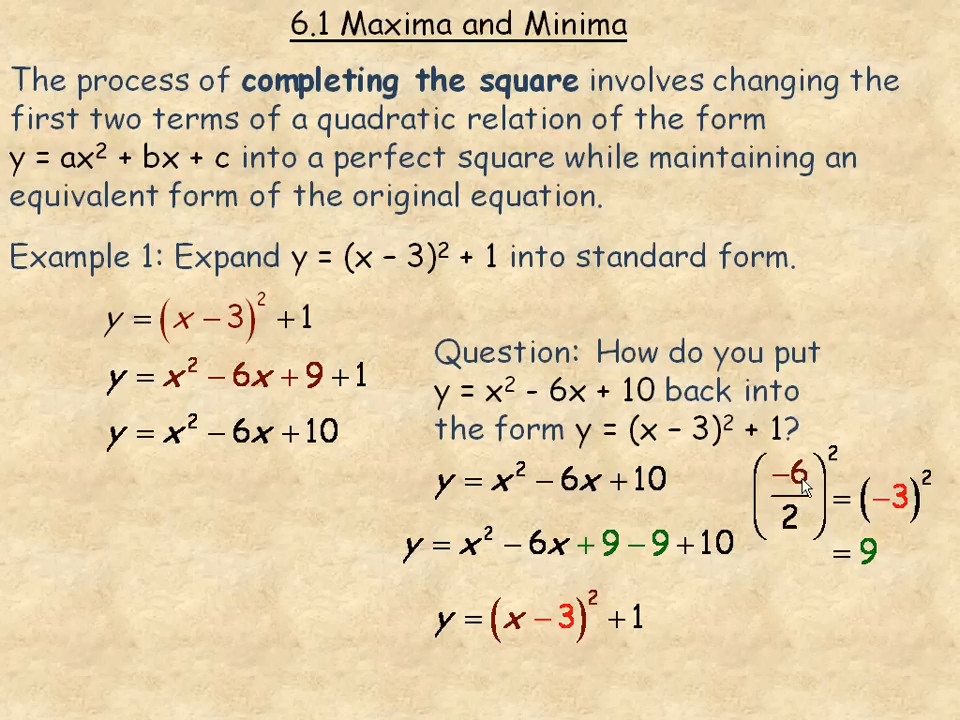 6.1 Maxima and Minima
The process of completing the square involves changing the
first two terms of a quadratic relation of the form
y = ax² + bx + c into a perfect square while maintaining an
equivalent form of the original equation.
Example 1: Expand y = (x – 3)² + 1 into standard form.
y = (x − 3)² + 1
y = x² − 6x + 9 + 1
y = x² − 6x + 10
Question: How do you put
y = x² - 6x + 10 back into
the form y = (x – 3)² + 1?
y = x² − 6x + 10
(−6/2)² = (−3)²
= 9
y = x² − 6x + 9 − 9 + 10
y = (x − 3)² + 1